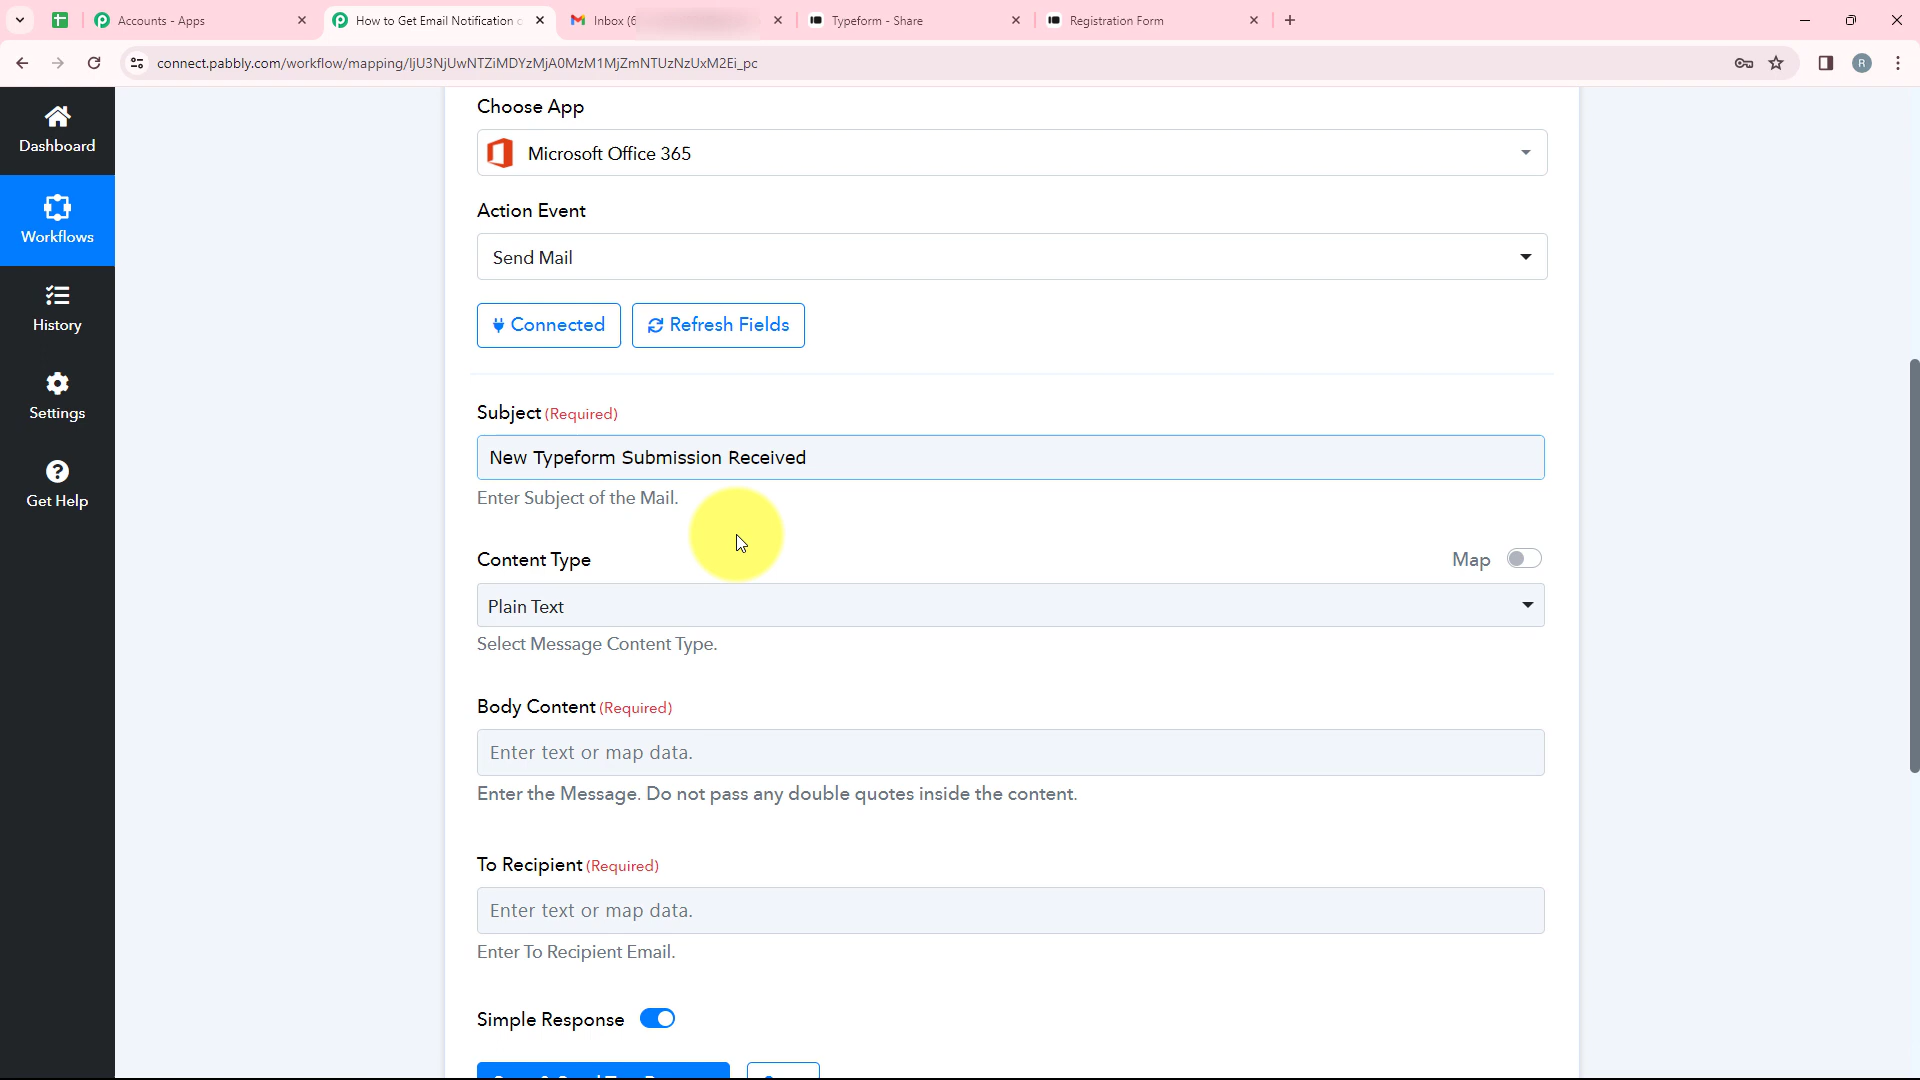 Accounts - Apps
How to Get Email Notification
Inbox (6
Typeform - Share
Registration Form
connect.pabbly.com/workflow/mapping/IjU3NjUwNTZiMDYzMjA0MzM1MjZmNTUzNzUxM2Ei_pc
R
Dashboard
Workflows
History
Settings
Get Help
Choose App
Microsoft Office 365
Action Event
Send Mail
Connected
Refresh Fields
Subject (Required)
New Typeform Submission Received
Enter Subject of the Mail.
Content Type
Map
Plain Text
Select Message Content Type.
Body Content (Required)
Enter text or map data.
Enter the Message. Do not pass any double quotes inside the content.
To Recipient (Required)
Enter text or map data.
Enter To Recipient Email.
Simple Response